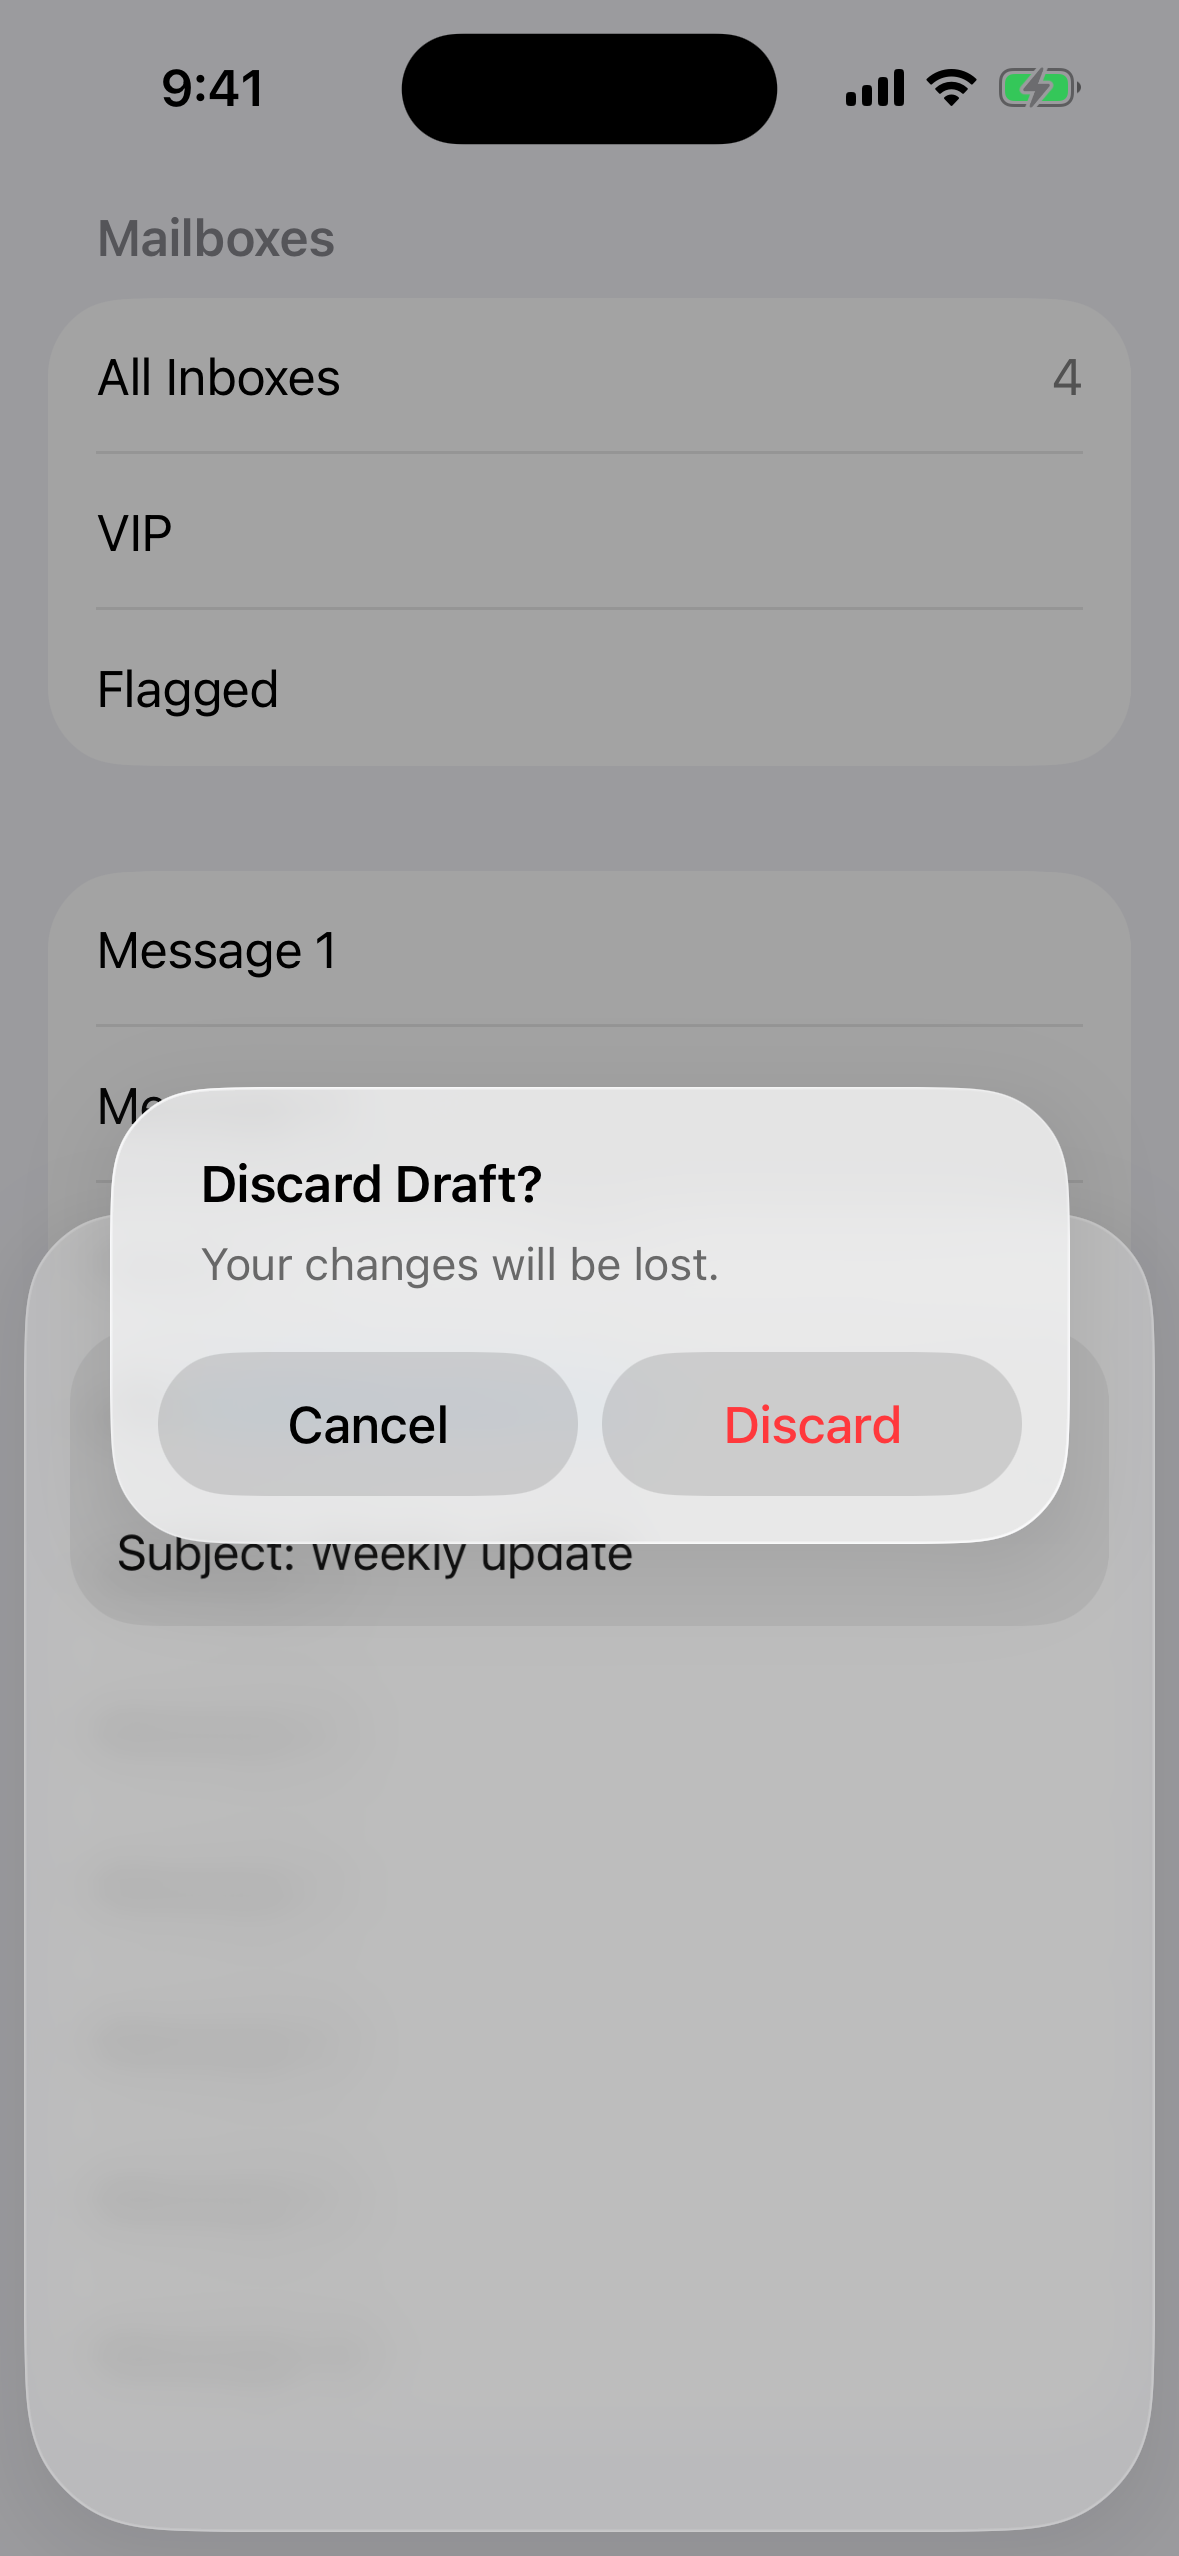 9:41
Mailboxes
All Inboxes 4
VIP
Flagged
Message 1
Discard Draft?
Your changes will be lost.
Cancel Discard
Subject: Weekly update